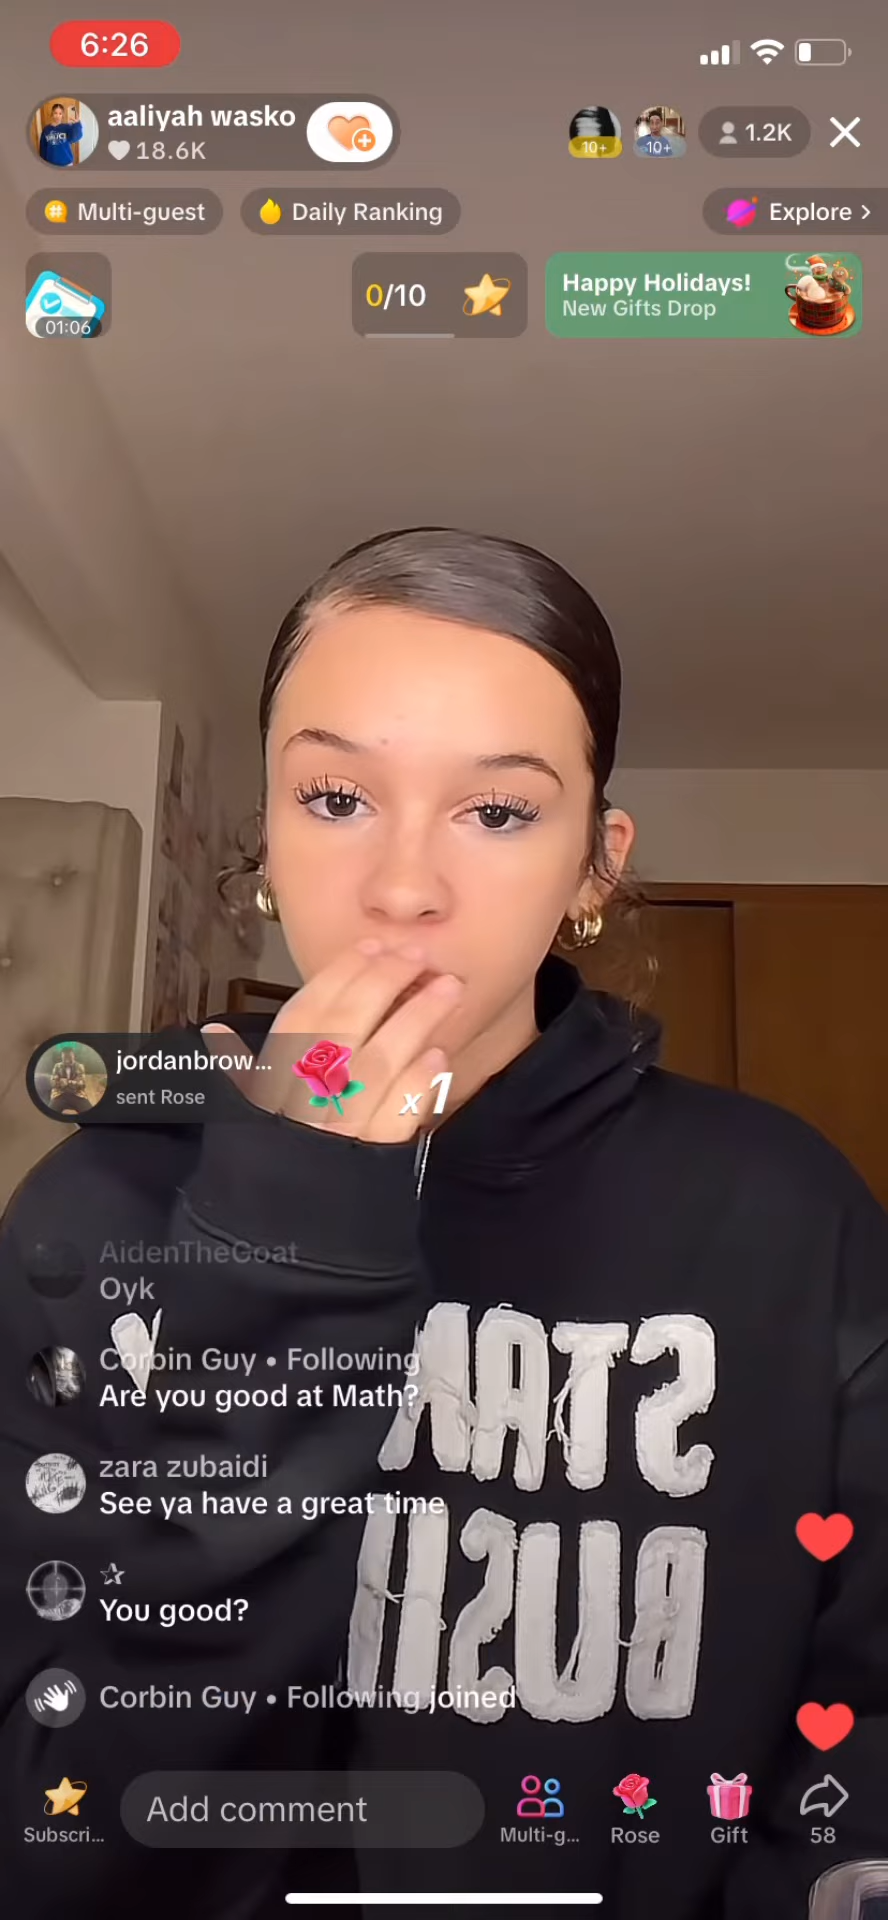 6:26
aaliyah wasko
18.6K
10+
10+
1.2K
Multi-guest
Daily Ranking
Explore >
01:06
0/10
Happy Holidays!
New Gifts Drop
jordanbrow...
sent Rose
x1
AidenTheGoat
Oyk
Corbin Guy • Following
Are you good at Math?
zara zubaidi
See ya have a great time
☆
You good?
Corbin Guy • Following joined
STAR
BUSI
Subscri...
Add comment
Multi-g...
Rose
Gift
58